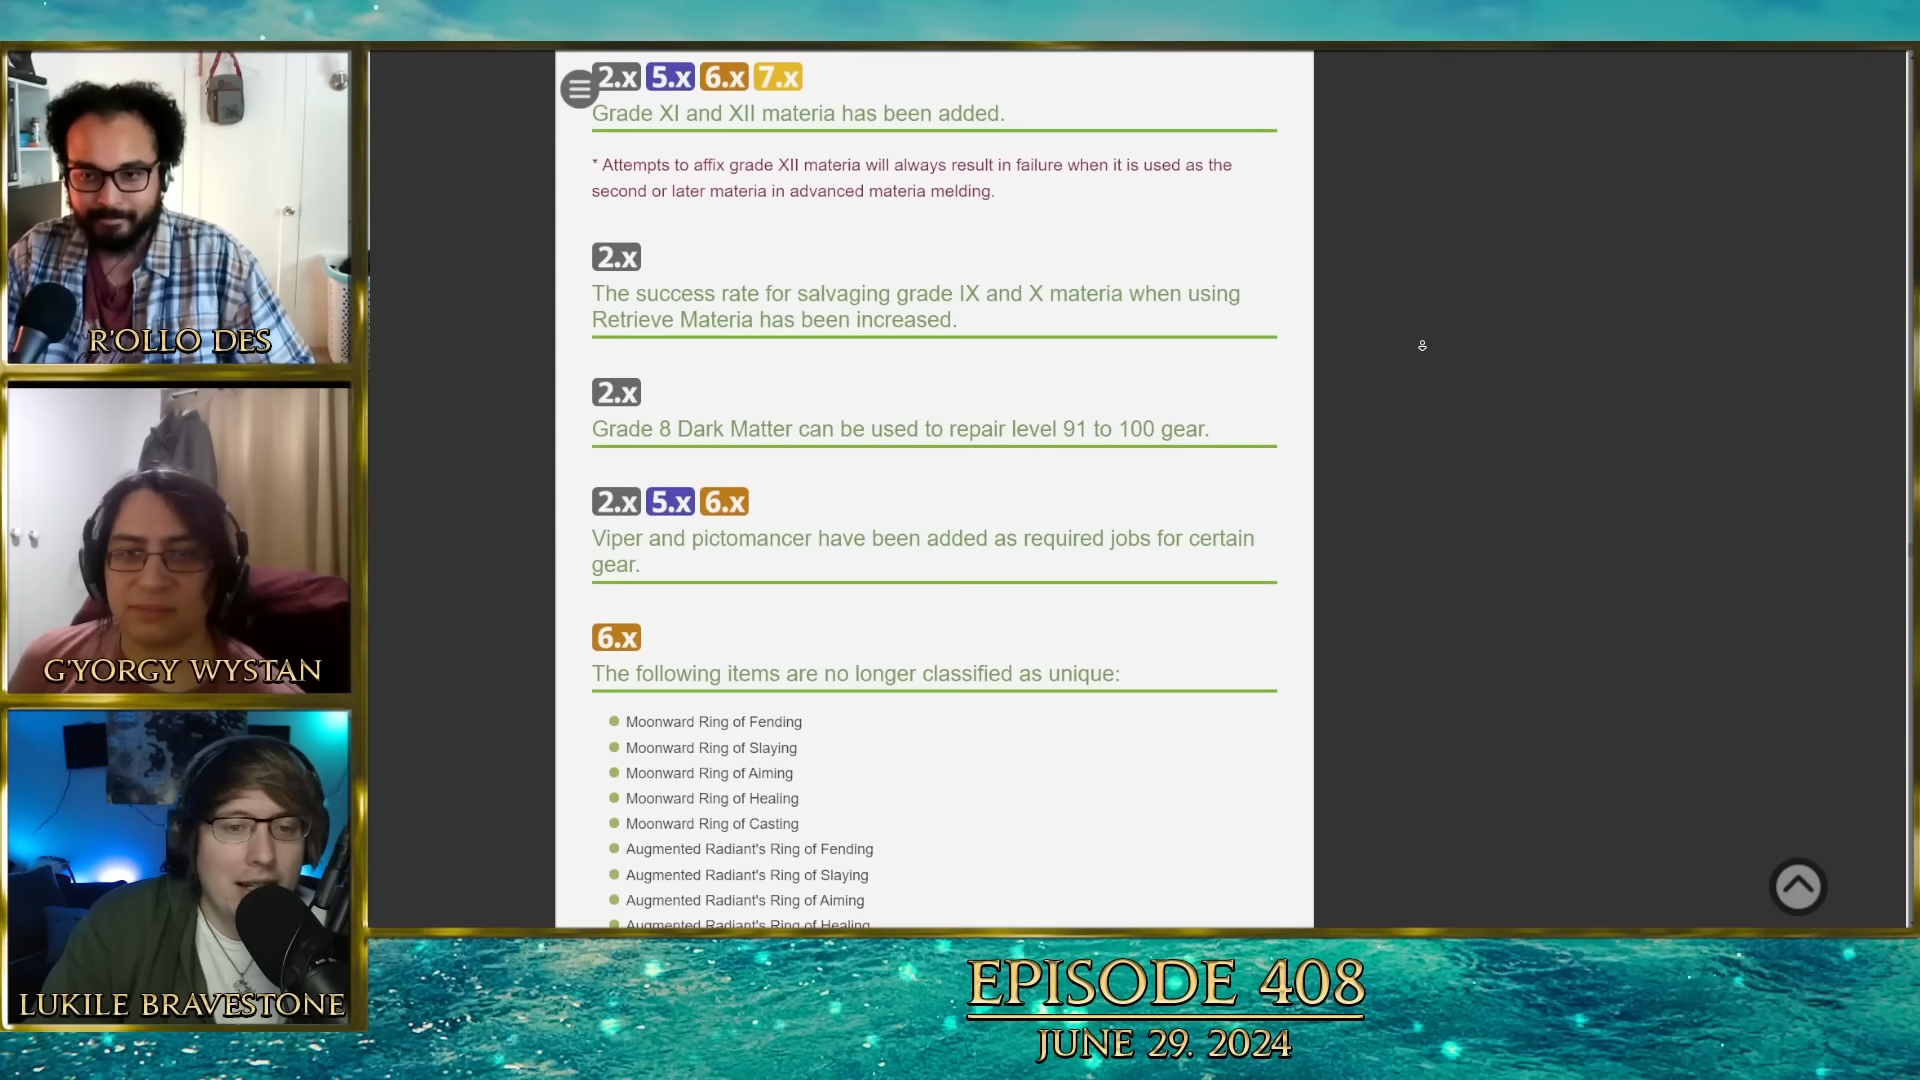 R'OLLO DES
G'YORGY WYSTAN
LUKILE BRAVESTONE
2.x 5.x 6.x 7.x
Grade XI and XII materia has been added.
* Attempts to affix grade XII materia will always result in failure when it is used as the
second or later materia in advanced materia melding.
2.x
The success rate for salvaging grade IX and X materia when using
Retrieve Materia has been increased.
2.x
Grade 8 Dark Matter can be used to repair level 91 to 100 gear.
2.x 5.x 6.x
Viper and pictomancer have been added as required jobs for certain
gear.
6.x
The following items are no longer classified as unique:
Moonward Ring of Fending
Moonward Ring of Slaying
Moonward Ring of Aiming
Moonward Ring of Healing
Moonward Ring of Casting
Augmented Radiant's Ring of Fending
Augmented Radiant's Ring of Slaying
Augmented Radiant's Ring of Aiming
Augmented Radiant's Ring of Healing
EPISODE 408
JUNE 29. 2024